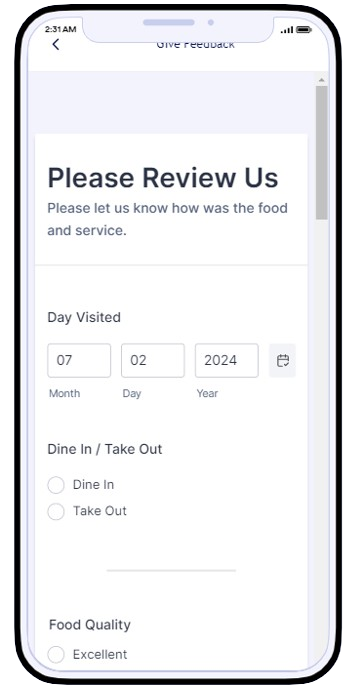 2:31 AM
Give Feedback
Please Review Us
Please let us know how was the food
and service.
Day Visited
07 02 2024
Month Day Year
Dine In / Take Out
Dine In
Take Out
Food Quality
Excellent